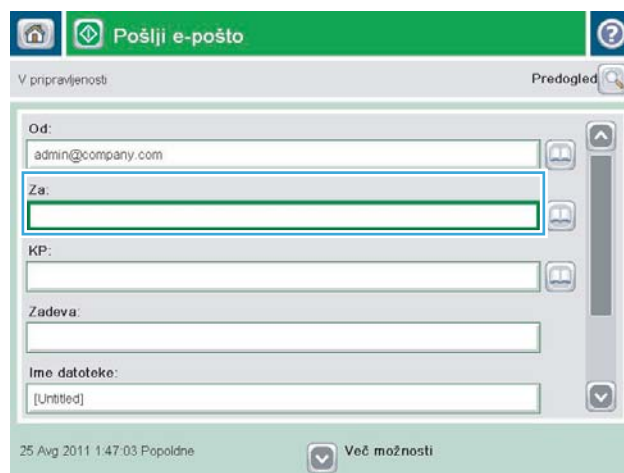 Pošlji e-pošto
V pripravljenosti
Predogled
Od:
admin@company.com
Za:
KP:
Zadeva:
Ime datoteke:
[Untitled]
25 Avg 2011 1:47:03 Popoldne
Več možnosti